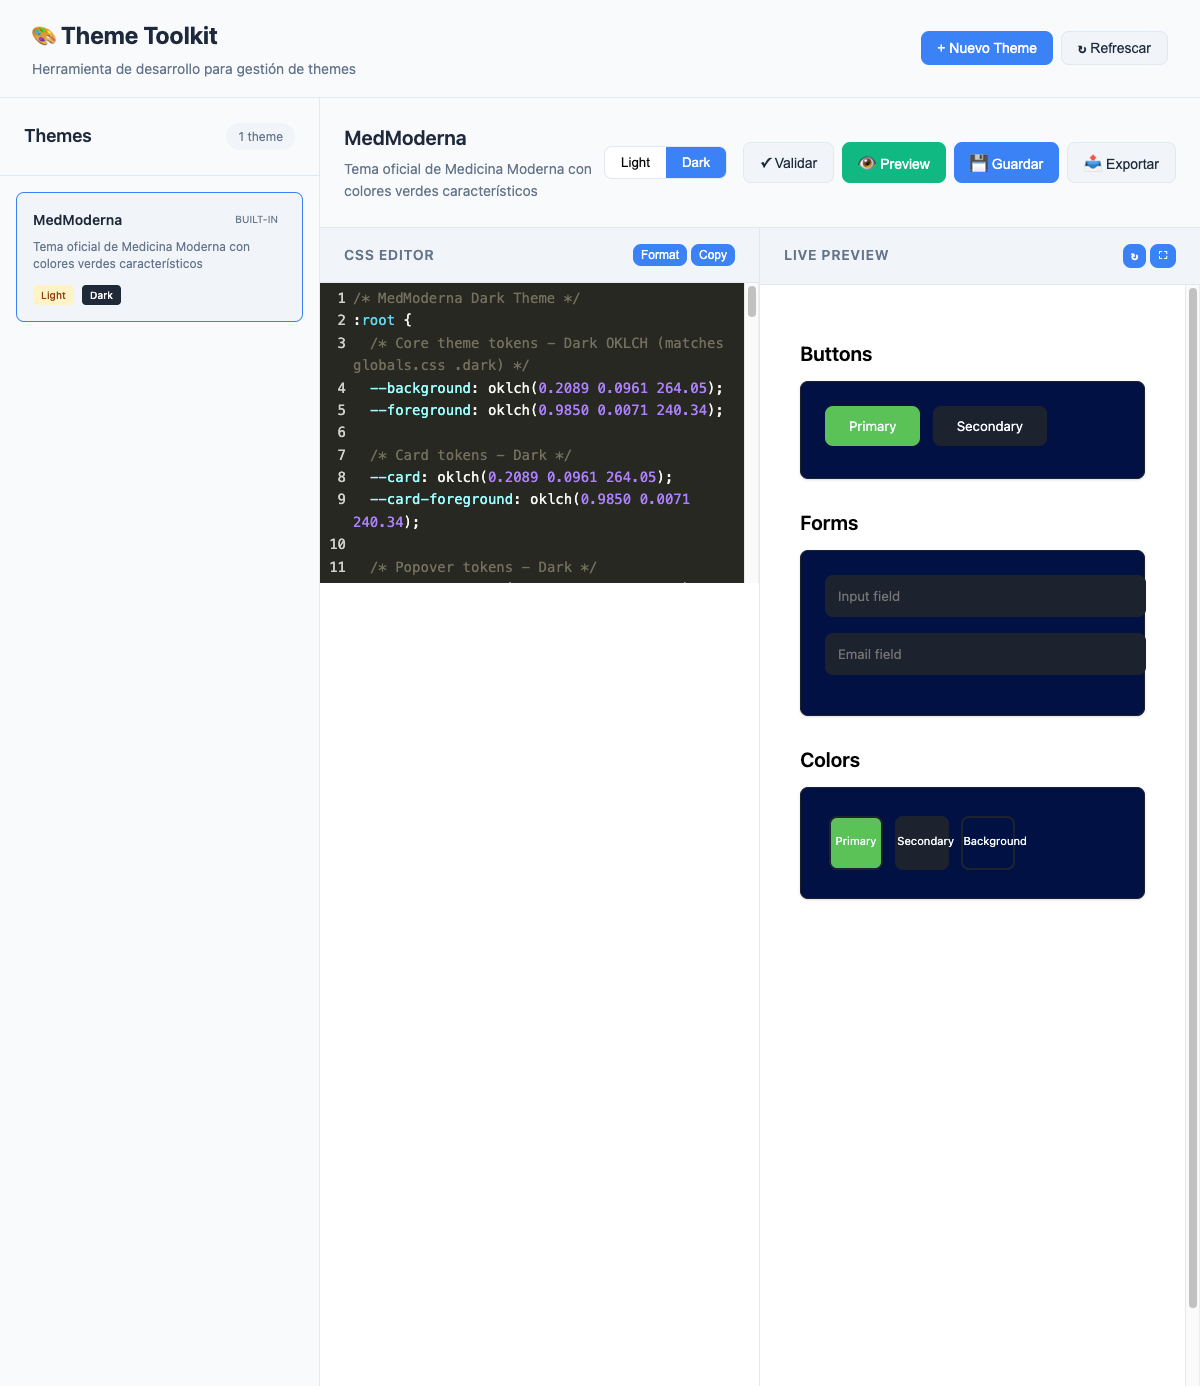 🎨 Theme Toolkit
Herramienta de desarrollo para gestión de themes
+ Nuevo Theme
↻ Refrescar
Themes
1 theme
MedModerna
BUILT-IN
Tema oficial de Medicina Moderna con
colores verdes característicos
Light
Dark
MedModerna
Tema oficial de Medicina Moderna con
colores verdes característicos
Light
Dark
✓ Validar
👁️ Preview
💾 Guardar
📤 Exportar
CSS EDITOR
Format
Copy
1 /* MedModerna Dark Theme */
2 :root {
3 /* Core theme tokens - Dark OKLCH (matches
globals.css .dark) */
4 --background: oklch(0.2089 0.0961 264.05);
5 --foreground: oklch(0.9850 0.0071 240.34);
6
7 /* Card tokens - Dark */
8 --card: oklch(0.2089 0.0961 264.05);
9 --card-foreground: oklch(0.9850 0.0071
240.34);
10
11 /* Popover tokens - Dark */
LIVE PREVIEW
↻
⛶
Buttons
Primary
Secondary
Forms
Input field
Email field
Colors
Primary
Secondary
Background